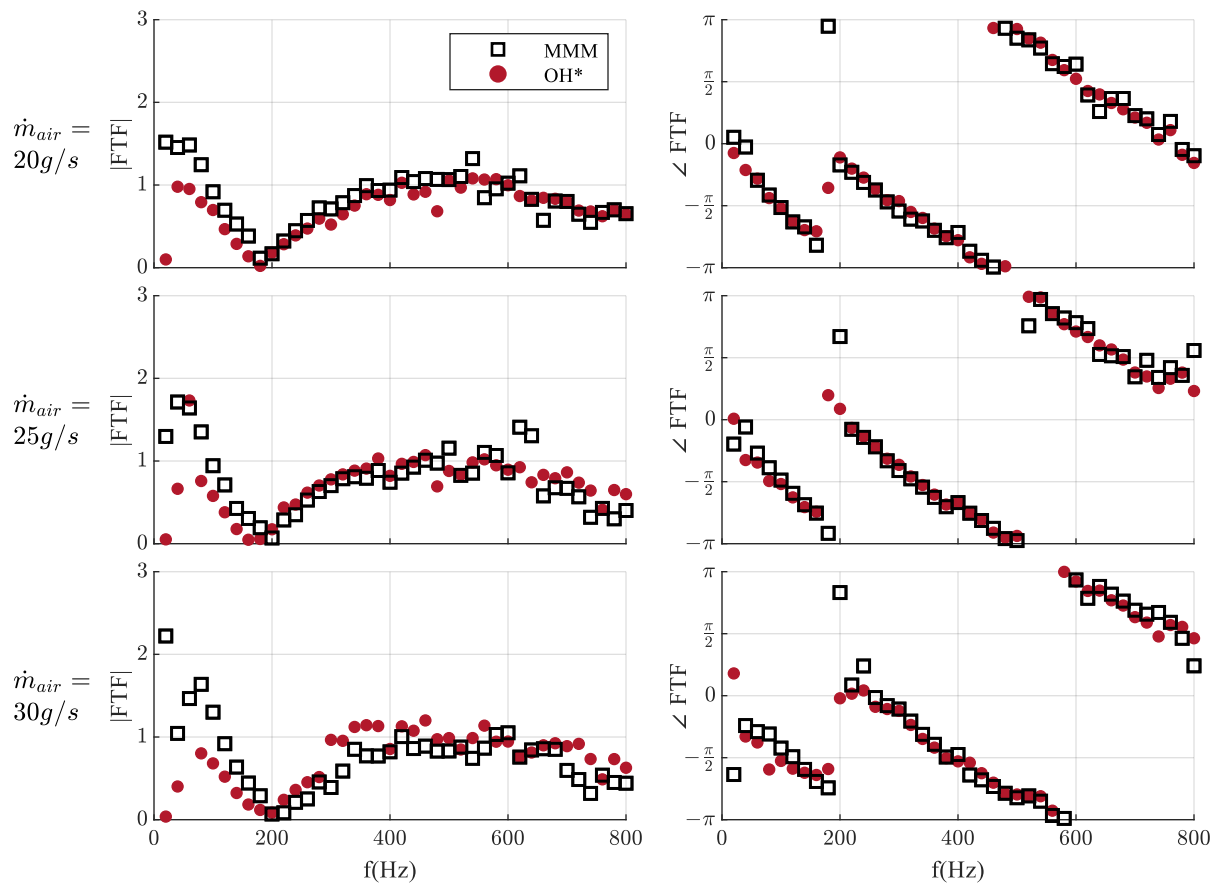 3
π
2
π/2
1
0
0
−π/2
−π
MMM
OH*
ṁ_air =
20g/s
|FTF|
∠ FTF
3
π
2
π/2
1
0
0
−π/2
−π
ṁ_air =
25g/s
|FTF|
∠ FTF
3
π
2
π/2
1
0
0
−π/2
−π
ṁ_air =
30g/s
|FTF|
∠ FTF
0 200 400 600 800 0 200 400 600 800
f(Hz) f(Hz)